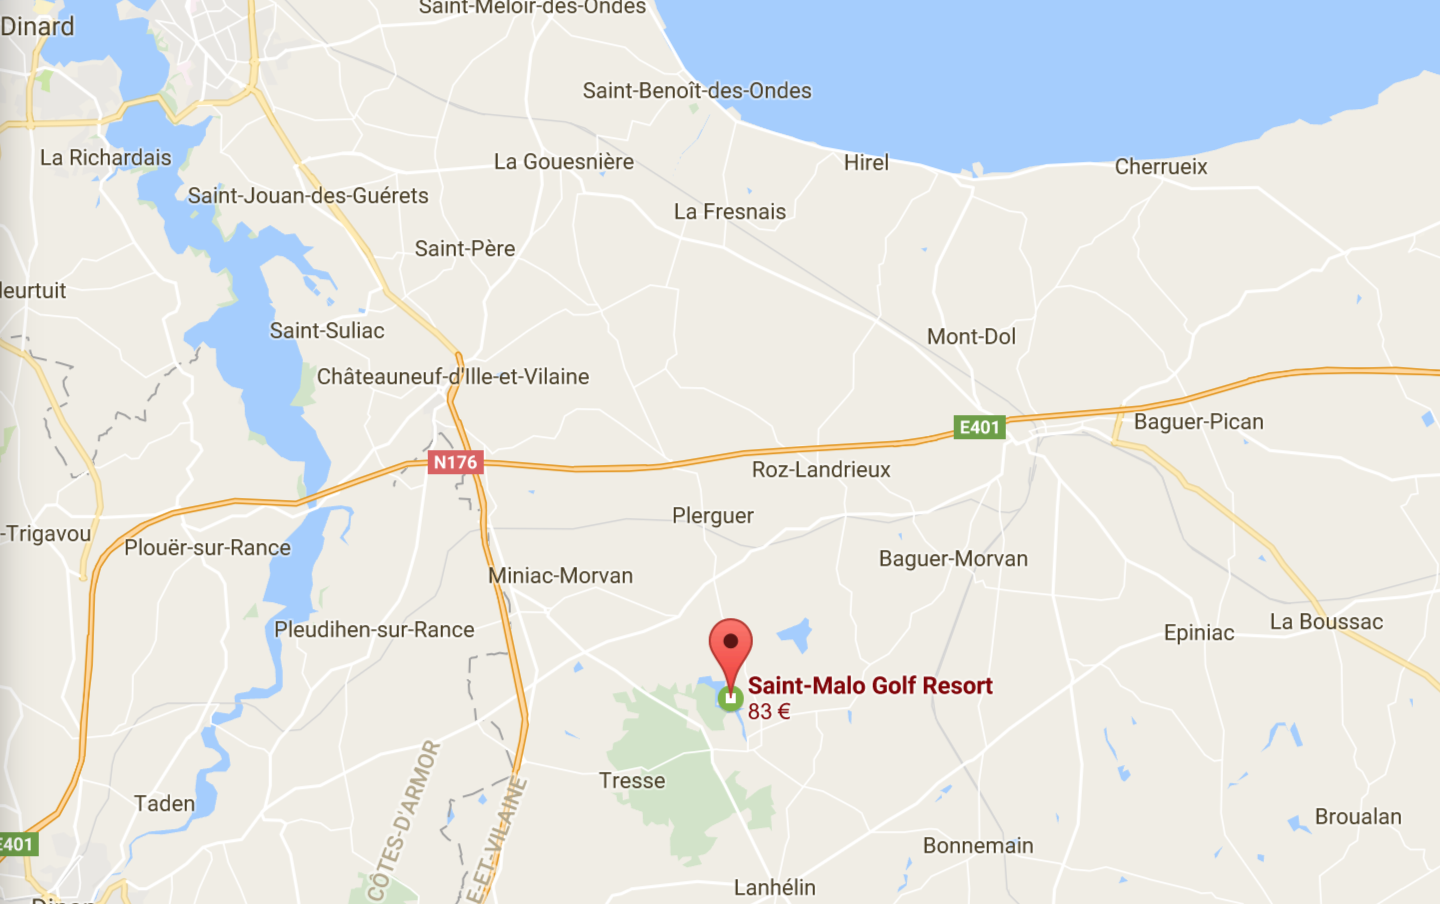 Saint-Méloir-des-Ondes
Dinard
Saint-Benoît-des-Ondes
La Richardais
La Gouesnière
Hirel
Cherrueix
Saint-Jouan-des-Guérets
La Fresnais
Saint-Père
leurtuit
Saint-Suliac
Mont-Dol
Châteauneuf-d'Ille-et-Vilaine
E401
Baguer-Pican
N176
Roz-Landrieux
Plerguer
-Trigavou
Plouër-sur-Rance
Baguer-Morvan
Miniac-Morvan
Pleudihen-sur-Rance
Epiniac
La Boussac
Saint-Malo Golf Resort
83 €
Tresse
CÔTES-D'ARMOR
E-ET-VILAINE
Taden
Broualan
E401
Bonnemain
Lanhélin
Dinan